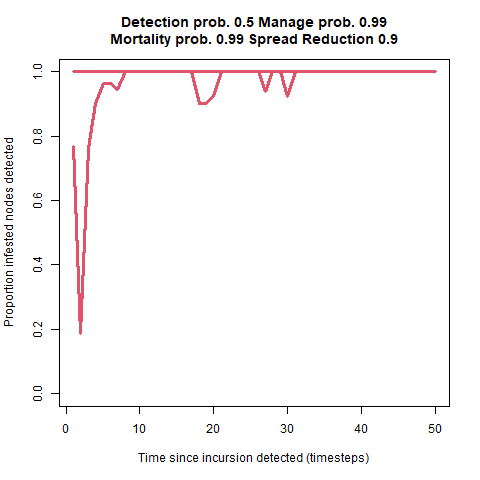 Detection prob. 0.5 Manage prob. 0.99
Mortality prob. 0.99 Spread Reduction 0.9
Proportion infested nodes detected
1.0
0.8
0.6
0.4
0.2
0.0
0 10 20 30 40 50
Time since incursion detected (timesteps)